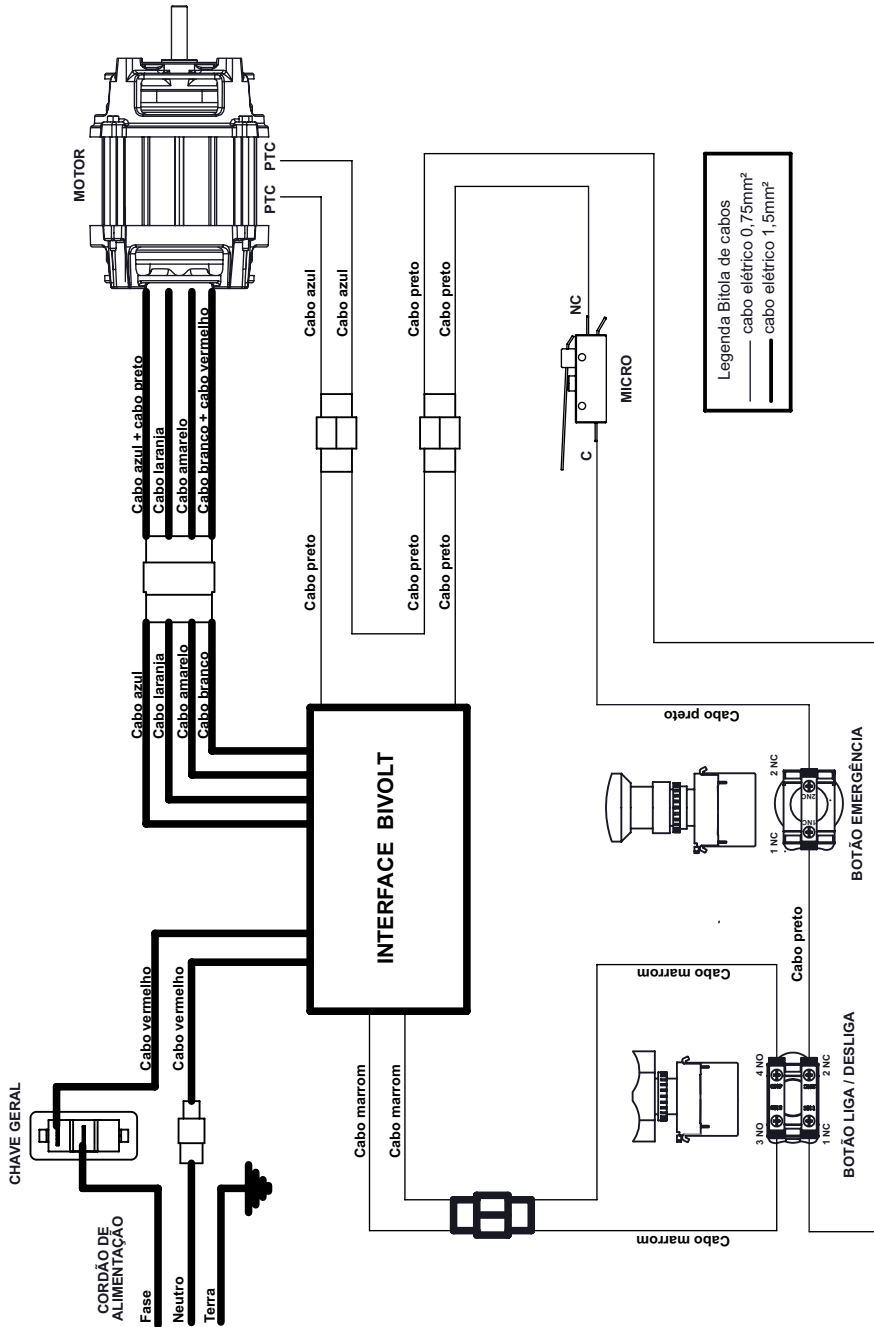 CORDÃO DE
ALIMENTAÇÃO
Fase
Neutro
Terra
CHAVE GERAL
Cabo vermelho
Cabo vermelho
Cabo azul
Cabo laranja
Cabo amarelo
Cabo branco
Cabo azul + cabo preto
Cabo laranja
Cabo amarelo
Cabo branco + cabo vermelho
MOTOR
PTC
PTC
INTERFACE BIVOLT
Cabo preto
Cabo azul
Cabo azul
Cabo preto
Cabo preto
Cabo preto
Cabo preto
Cabo marrom
Cabo marrom
Cabo marrom
Cabo marrom
3 NO
4 NO
1 NC
2 NC
BOTÃO LIGA / DESLIGA
Cabo preto
1 NC
2 NC
1NC
2NC
BOTÃO EMERGÊNCIA
Cabo preto
C
NC
MICRO
Legenda Bitola de cabos
cabo elétrico 0,75mm²
cabo elétrico 1,5mm²